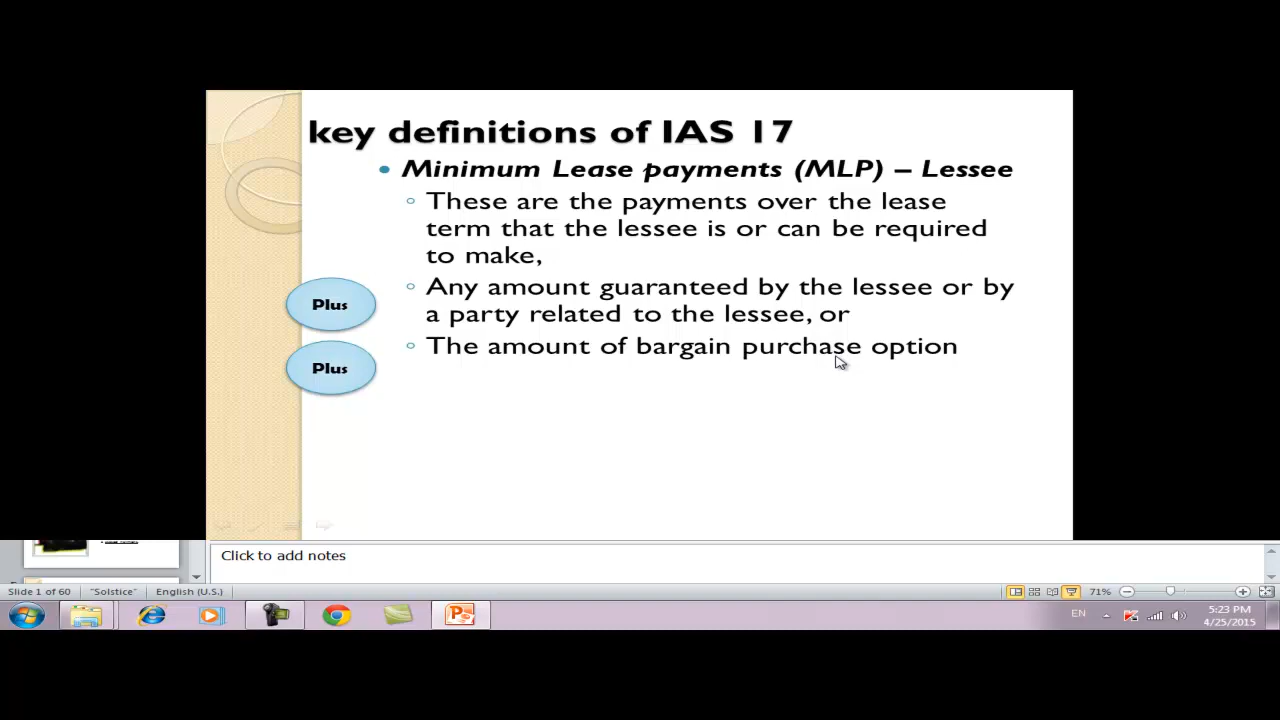 key definitions of IAS 17
Minimum Lease payments (MLP) – Lessee
These are the payments over the lease
term that the lessee is or can be required
to make,
Plus
Any amount guaranteed by the lessee or by
a party related to the lessee, or
Plus
The amount of bargain purchase option
Click to add notes
Slide 1 of 60
"Solstice"
English (U.S.)
71%
EN
5:23 PM
4/25/2015